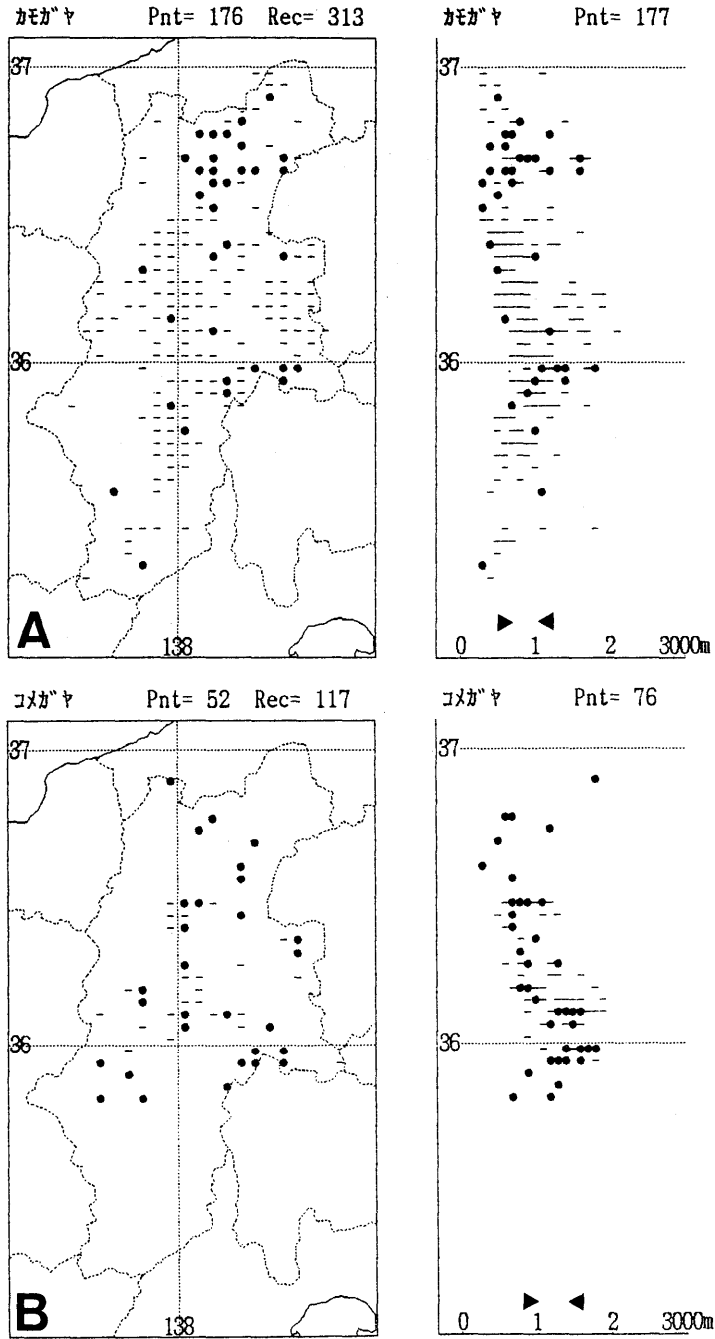 ｶﾓｶﾞﾔ Pnt= 176 Rec= 313
ｶﾓｶﾞﾔ Pnt= 177
37
36
138
A
37
36
0 1 2 3000m
ｺﾒｶﾞﾔ Pnt= 52 Rec= 117
ｺﾒｶﾞﾔ Pnt= 76
37
36
138
B
37
36
0 1 2 3000m